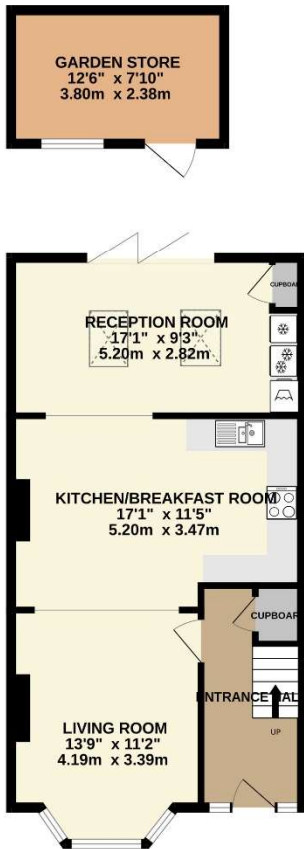 GARDEN STORE
12'6" x 7'10"
3.80m x 2.38m
CUPBOAR
RECEPTION ROOM
17'1" x 9'3"
5.20m x 2.82m
KITCHEN/BREAKFAST ROOM
17'1" x 11'5"
5.20m x 3.47m
CUPBOAR
ENTRANCE HALL
UP
LIVING ROOM
13'9" x 11'2"
4.19m x 3.39m